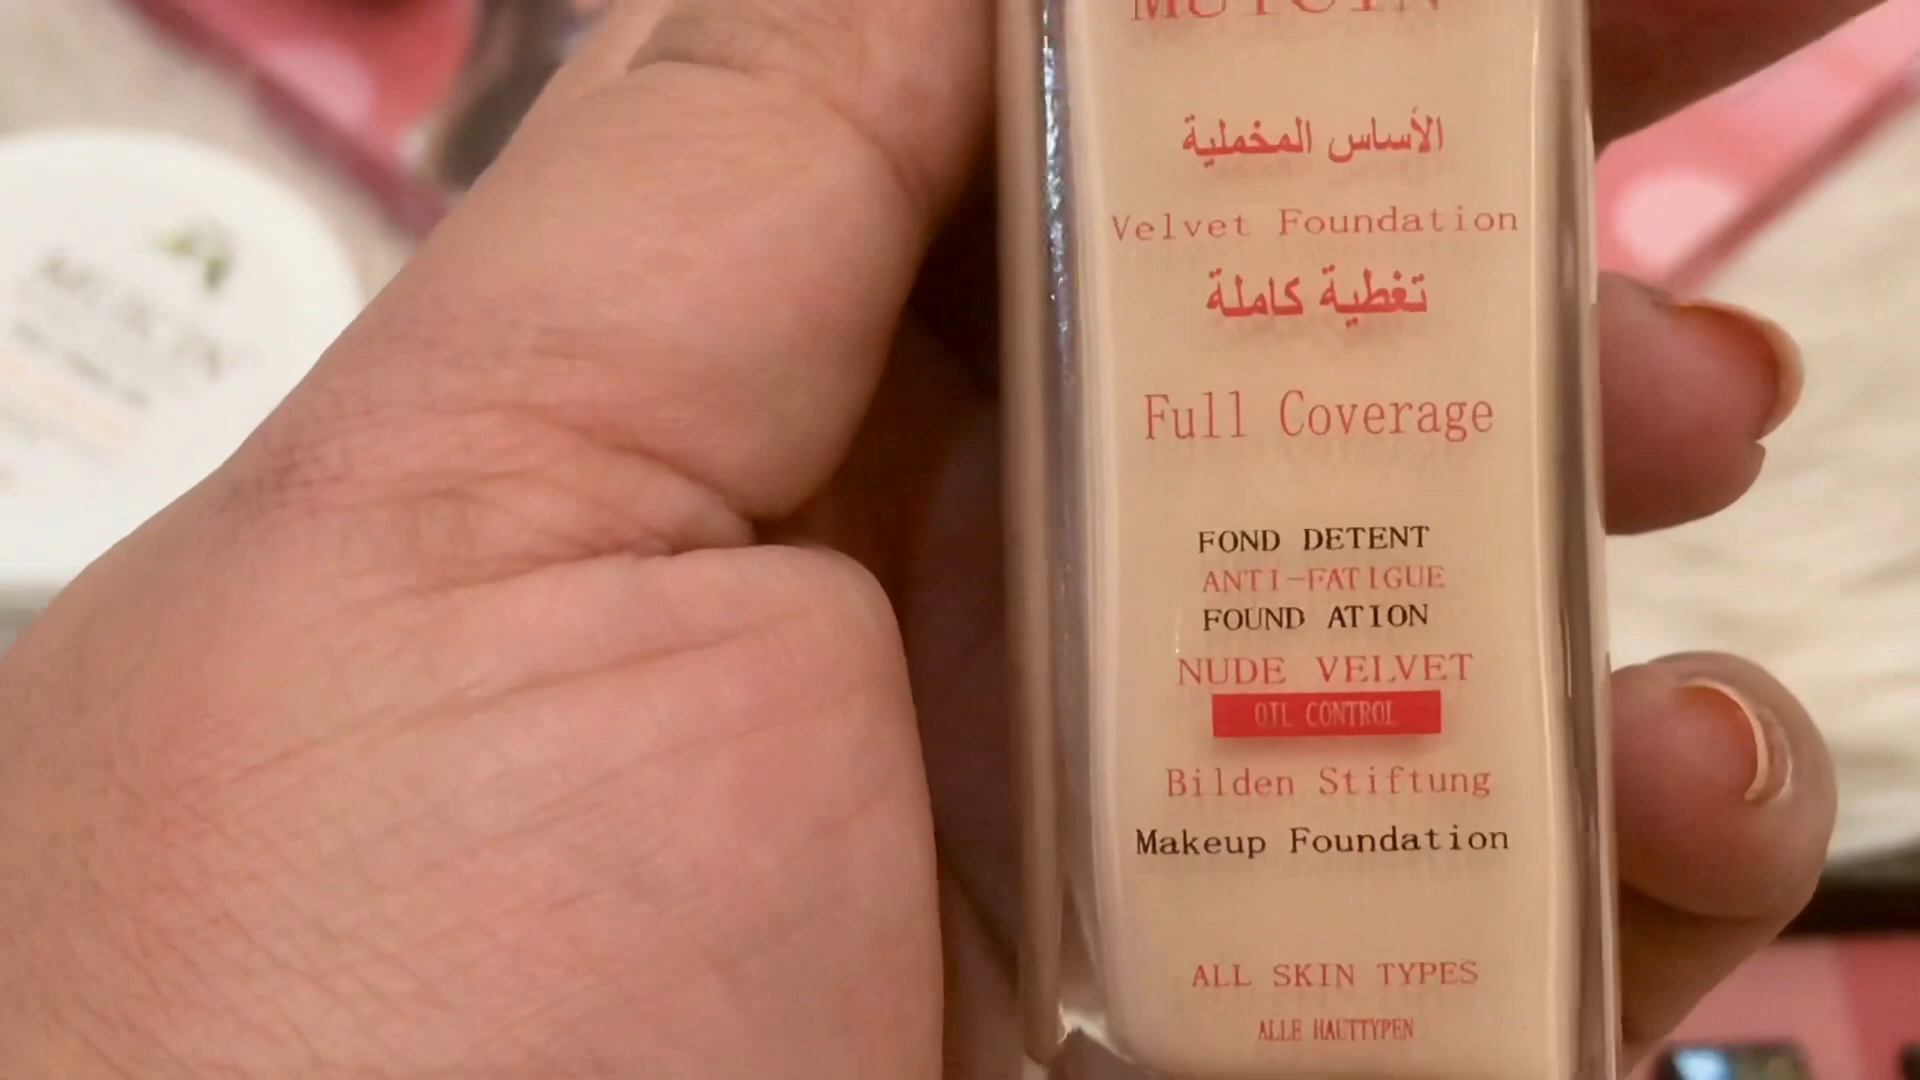 الأساس المخملية
Velvet Foundation
تغطية كاملة
Full Coverage
FOND DETENT
ANTI-FATIGUE
FOUND ATION
NUDE VELVET
OIL CONTROL
Bilden Stiftung
Makeup Foundation
ALL SKIN TYPES
ALLE HAUTTYPEN